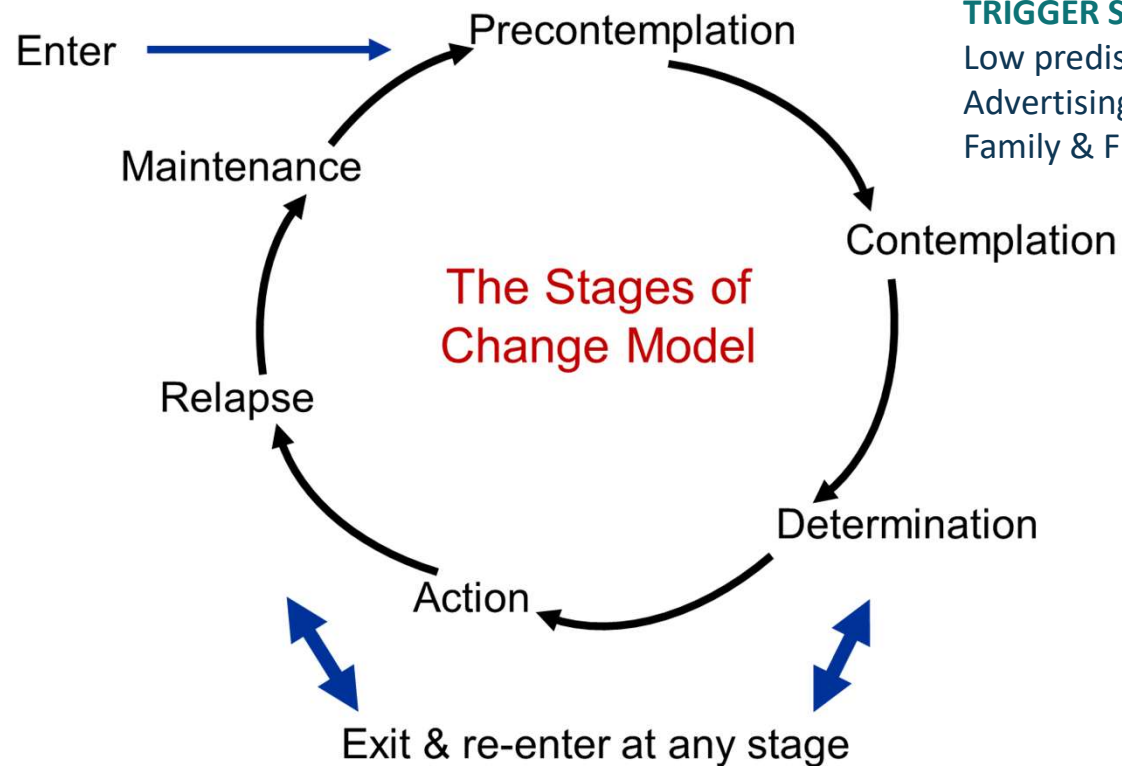 Enter
Precontemplation
TRIGGER
Low
Advertising
Family &
Maintenance
Contemplation
The Stages of
Change Model
Relapse
Determination
Action
Exit & re-enter at any stage